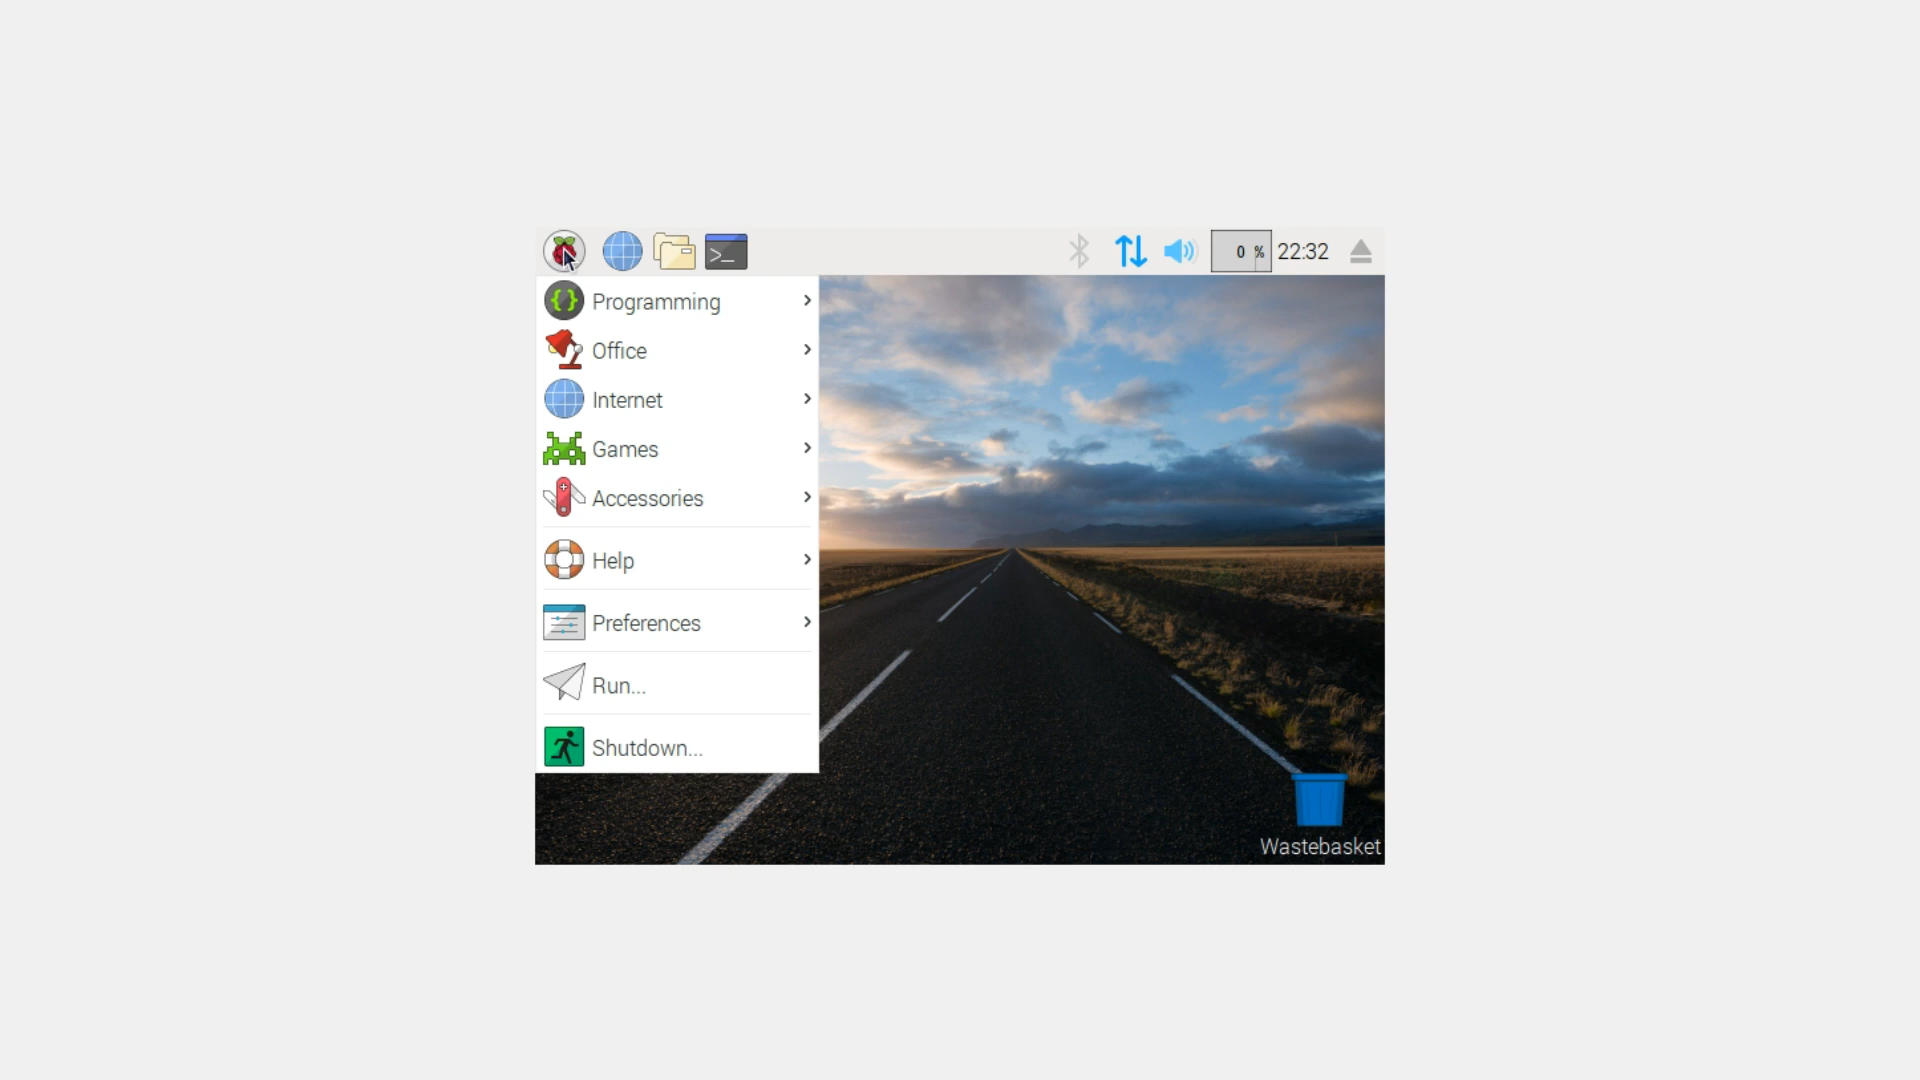 >_
0 %
22:32
Programming
Office
Internet
Games
Accessories
Help
Preferences
Run...
Shutdown...
Wastebasket